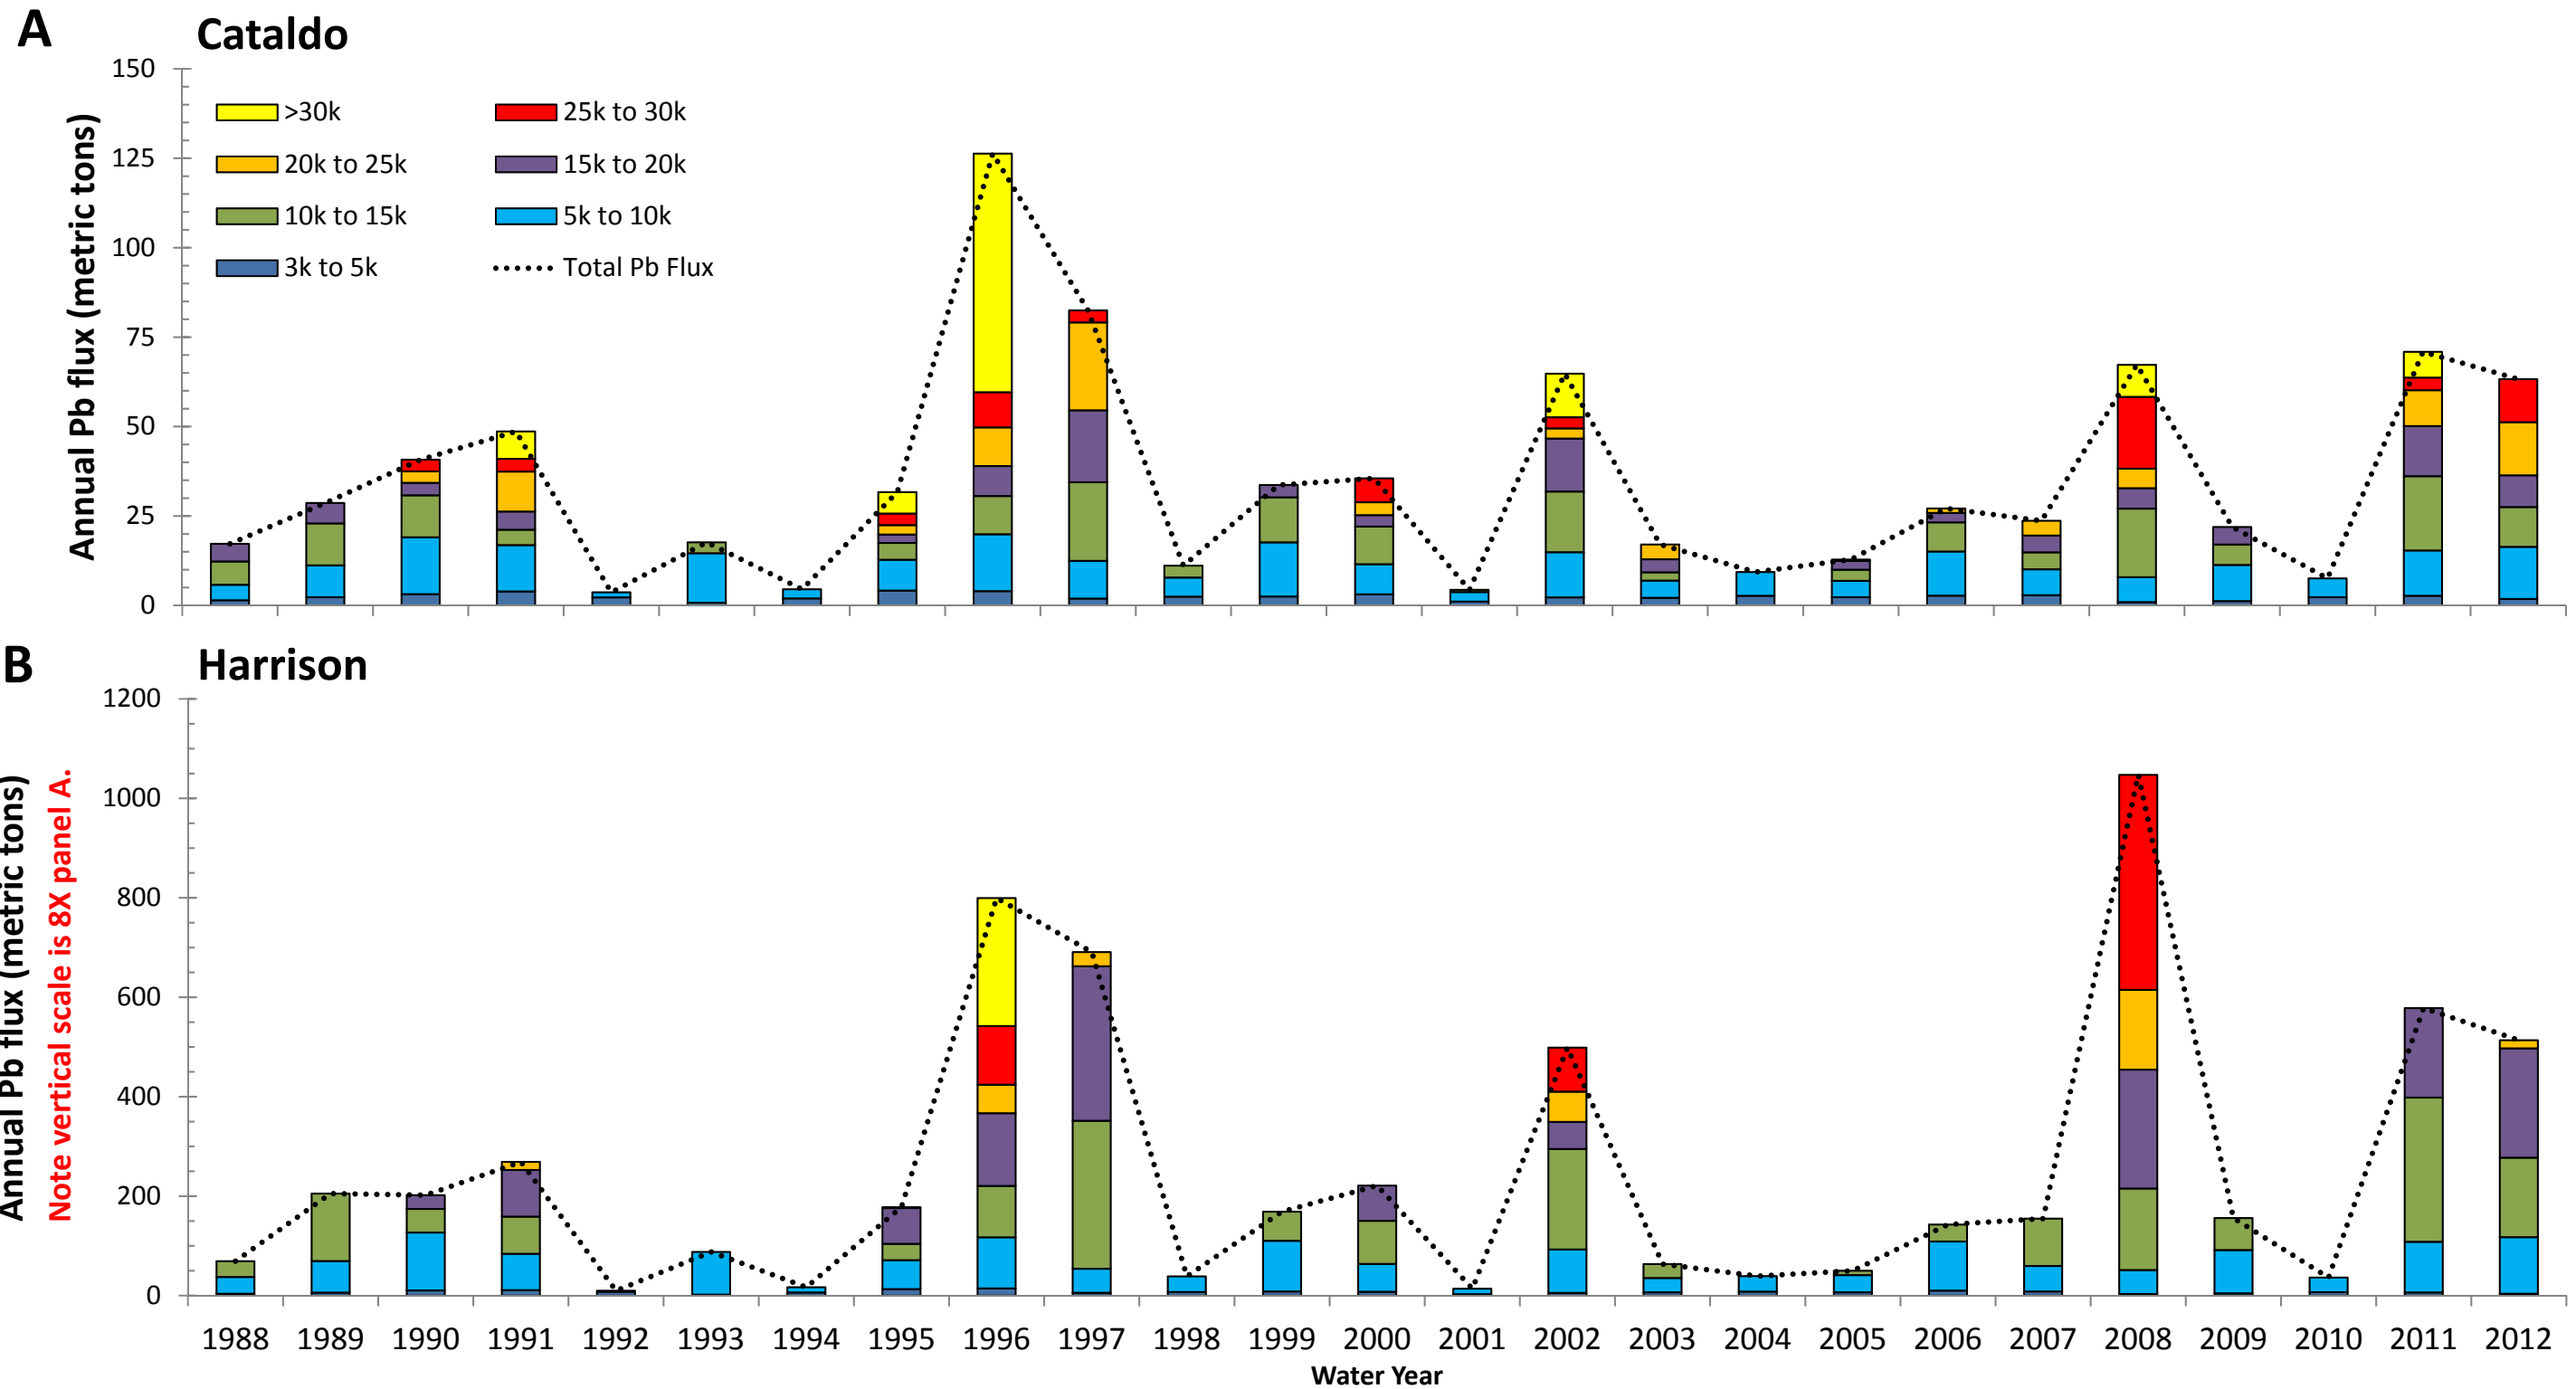 A
Cataldo
Annual Pb flux (metric tons)
150
125
100
75
50
25
0
>30k
25k to 30k
20k to 25k
15k to 20k
10k to 15k
5k to 10k
3k to 5k
Total Pb Flux
B
Harrison
Annual Pb flux (metric tons)
Note vertical scale is 8X panel A.
1200
1000
800
600
400
200
0
1988 1989 1990 1991 1992 1993 1994 1995 1996 1997 1998 1999 2000 2001 2002 2003 2004 2005 2006 2007 2008 2009 2010 2011 2012
Water Year